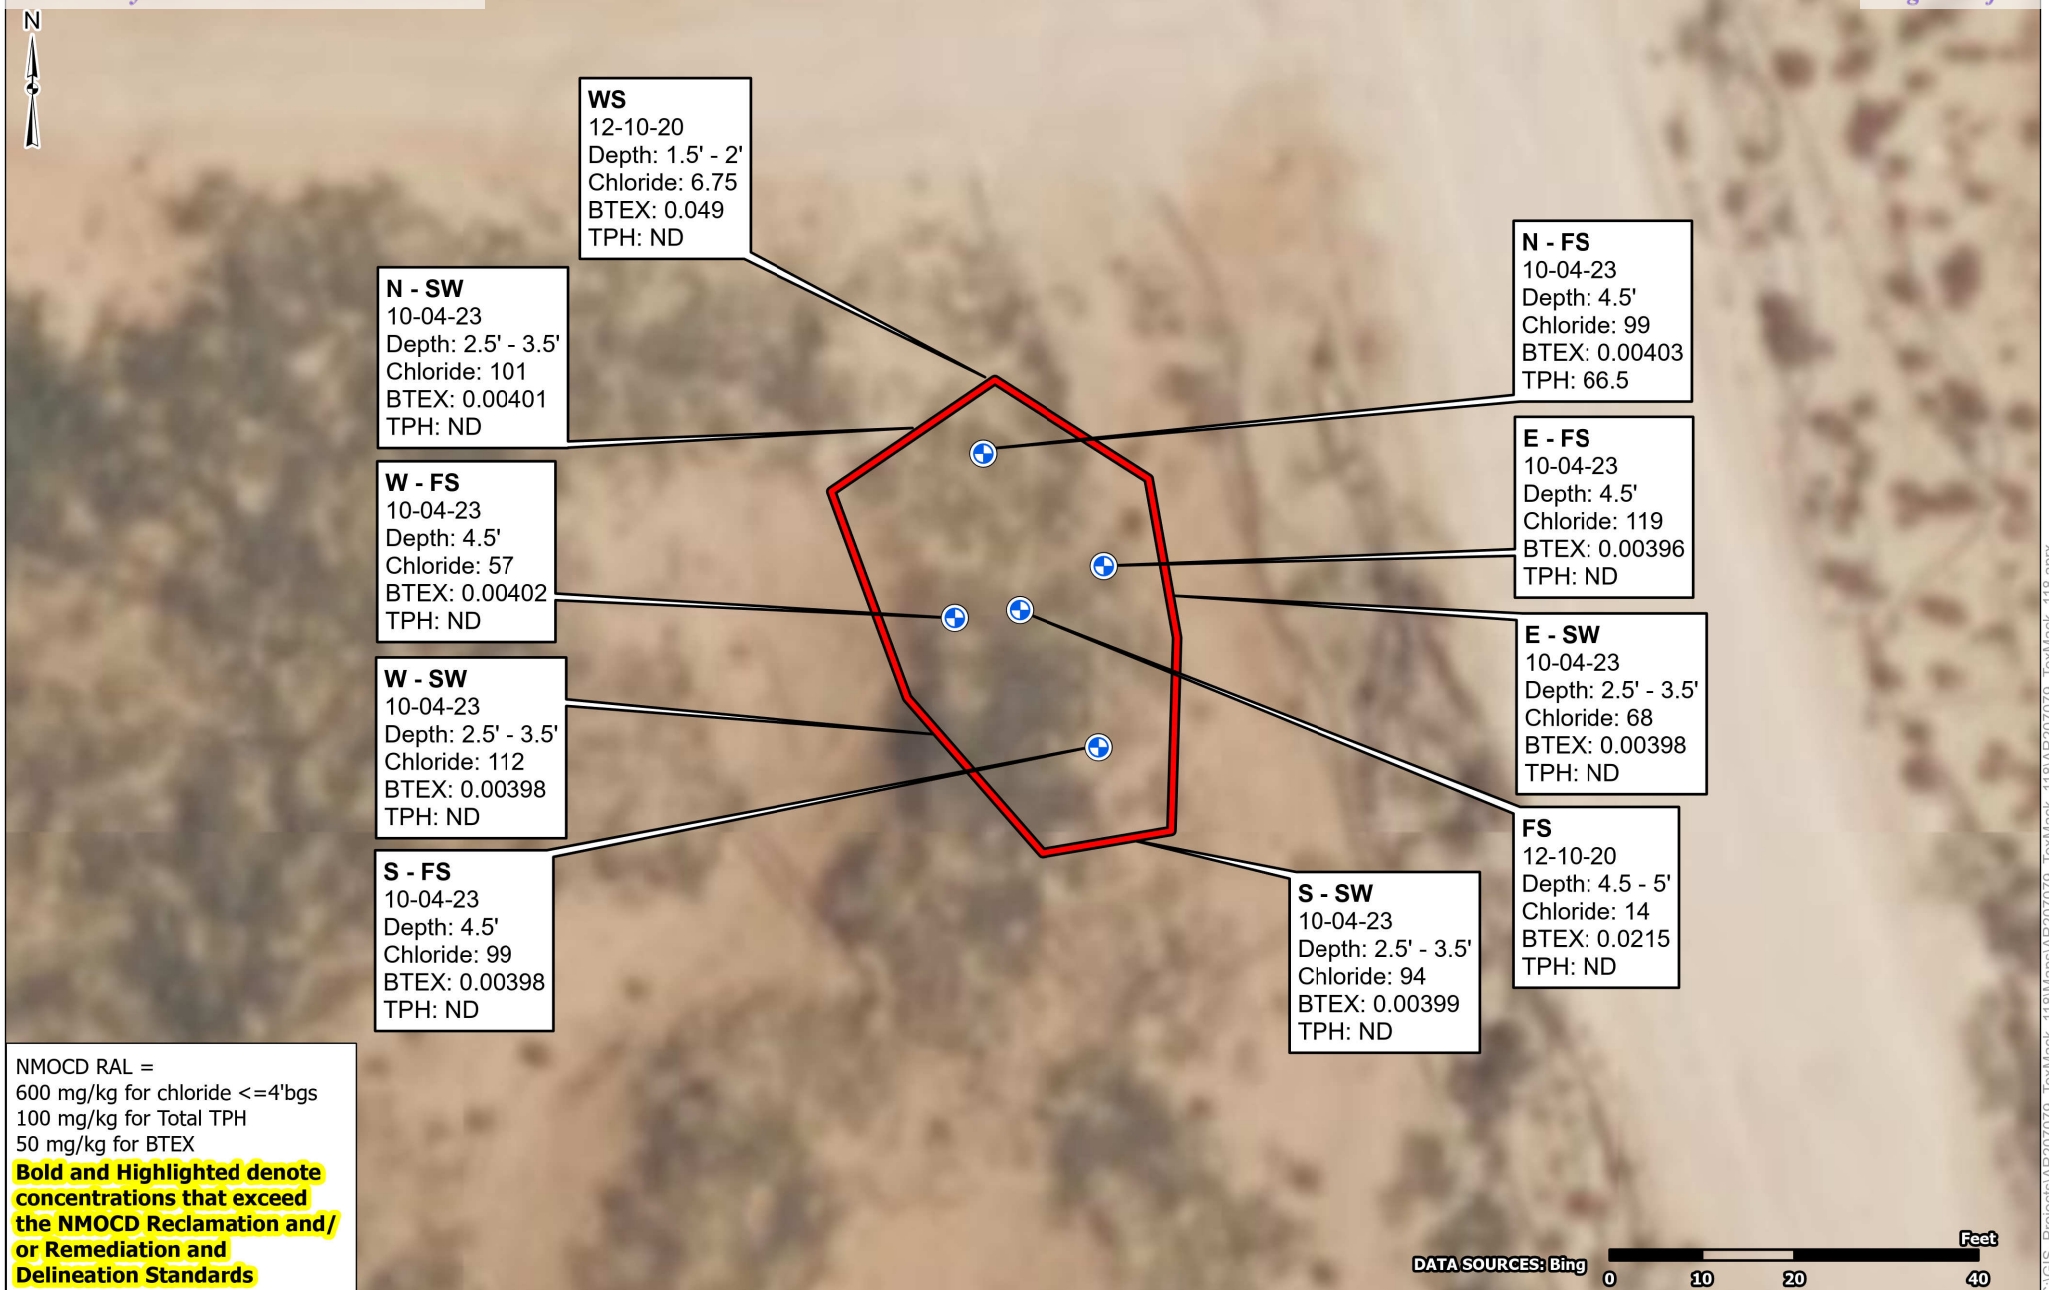 N
WS
12-10-20
Depth: 1.5' - 2'
Chloride: 6.75
BTEX: 0.049
TPH: ND
N - SW
10-04-23
Depth: 2.5' - 3.5'
Chloride: 101
BTEX: 0.00401
TPH: ND
W - FS
10-04-23
Depth: 4.5'
Chloride: 57
BTEX: 0.00402
TPH: ND
W - SW
10-04-23
Depth: 2.5' - 3.5'
Chloride: 112
BTEX: 0.00398
TPH: ND
S - FS
10-04-23
Depth: 4.5'
Chloride: 99
BTEX: 0.00398
TPH: ND
N - FS
10-04-23
Depth: 4.5'
Chloride: 99
BTEX: 0.00403
TPH: 66.5
E - FS
10-04-23
Depth: 4.5'
Chloride: 119
BTEX: 0.00396
TPH: ND
E - SW
10-04-23
Depth: 2.5' - 3.5'
Chloride: 68
BTEX: 0.00398
TPH: ND
FS
12-10-20
Depth: 4.5 - 5'
Chloride: 14
BTEX: 0.0215
TPH: ND
S - SW
10-04-23
Depth: 2.5' - 3.5'
Chloride: 94
BTEX: 0.00399
TPH: ND
NMOCD RAL =
600 mg/kg for chloride <=4'bgs
100 mg/kg for Total TPH
50 mg/kg for BTEX
Bold and Highlighted denote
concentrations that exceed
the NMOCD Reclamation and/
or Remediation and
Delineation Standards
DATA SOURCES: Bing
Feet
0 10 20 40